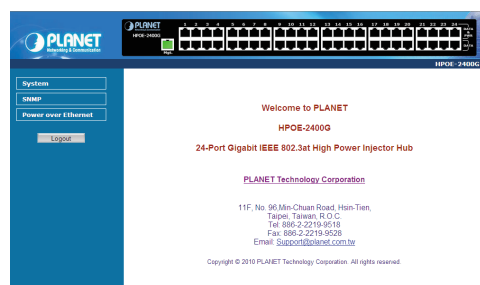 PLANET
Networking & Communication
PLANET
HPOE-2400G
Mgt.
1 2 3 4 5 6 7 8 9 10 11 12 13 14 15 16 17 18 19 20 21 22 23 24
DATA & PWR
DATA
HPOE-2400G
System
SNMP
Power over Ethernet
Logout
Welcome to PLANET
HPOE-2400G
24-Port Gigabit IEEE 802.3at High Power Injector Hub
PLANET Technology Corporation
11F, No. 96,Min-Chuan Road, Hsin-Tien,
Taipei, Taiwan, R.O.C.
Tel: 886-2-2219-9518
Fax: 886-2-2219-9528
Email: Support@planet.com.tw
Copyright © 2010 PLANET Technology Corporation. All rights reserved.